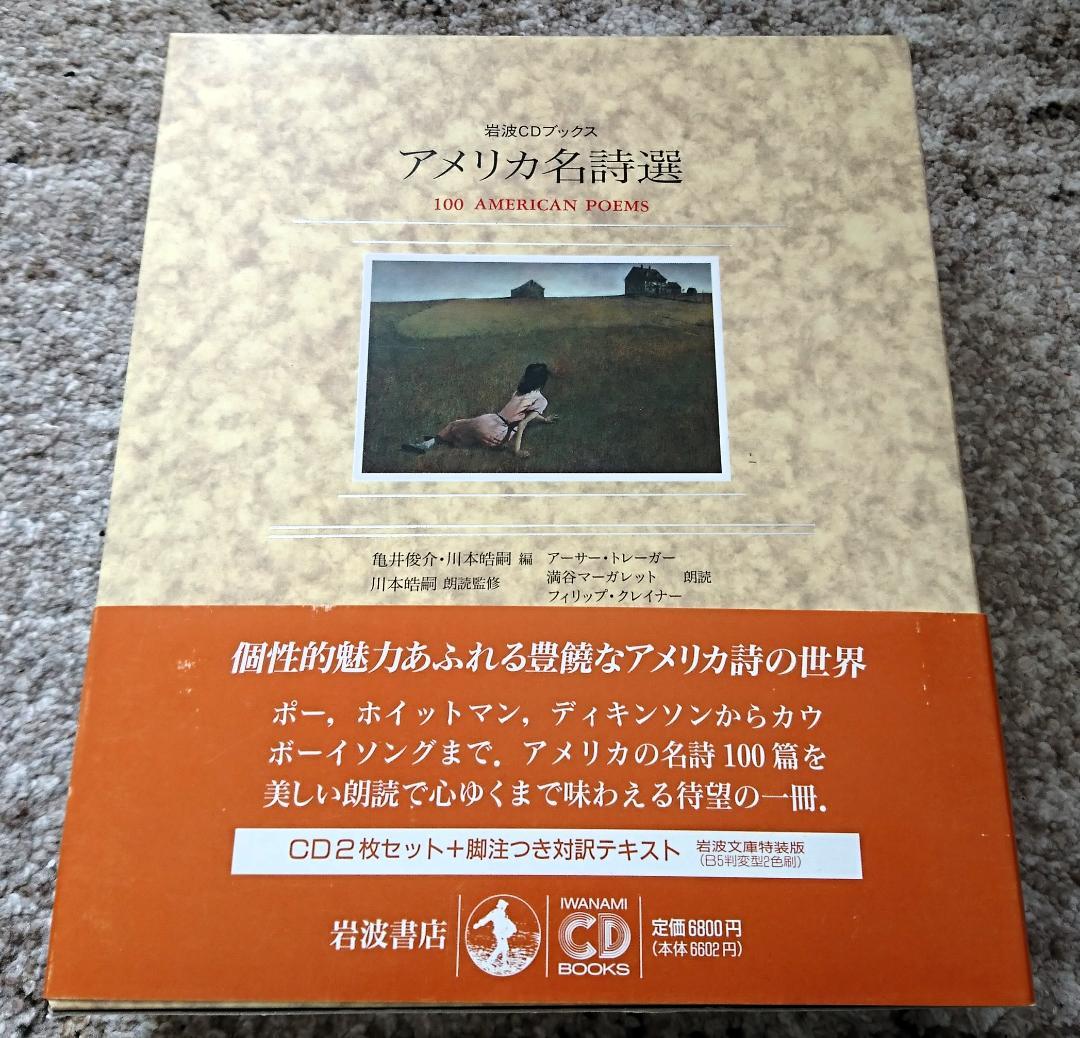 岩波CDブックス
アメリカ名詩選
100 AMERICAN POEMS
亀井俊介・川本皓嗣 編
川本皓嗣 朗読監修
アーサー・トレーガー
満谷マーガレット 朗読
フィリップ・クレイナー
個性的魅力あふれる豊饒なアメリカ詩の世界
ポー，ホイットマン，ディキンソンからカウ
ボーイソングまで．アメリカの名詩100篇を
美しい朗読で心ゆくまで味わえる待望の一冊．
CD2枚セット＋脚注つき対訳テキスト
岩波文庫特装版
（B5判変型2色刷）
岩波書店
IWANAMI
CD
BOOKS
定価6800円
（本体6602円）